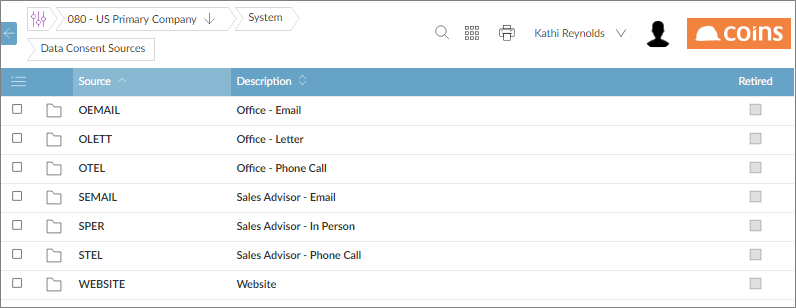 080 - US Primary Company
System
Kathi Reynolds
COINS
Data Consent Sources
Source Description Retired
OEMAIL Office - Email
OLETT Office - Letter
OTEL Office - Phone Call
SEMAIL Sales Advisor - Email
SPER Sales Advisor - In Person
STEL Sales Advisor - Phone Call
WEBSITE Website